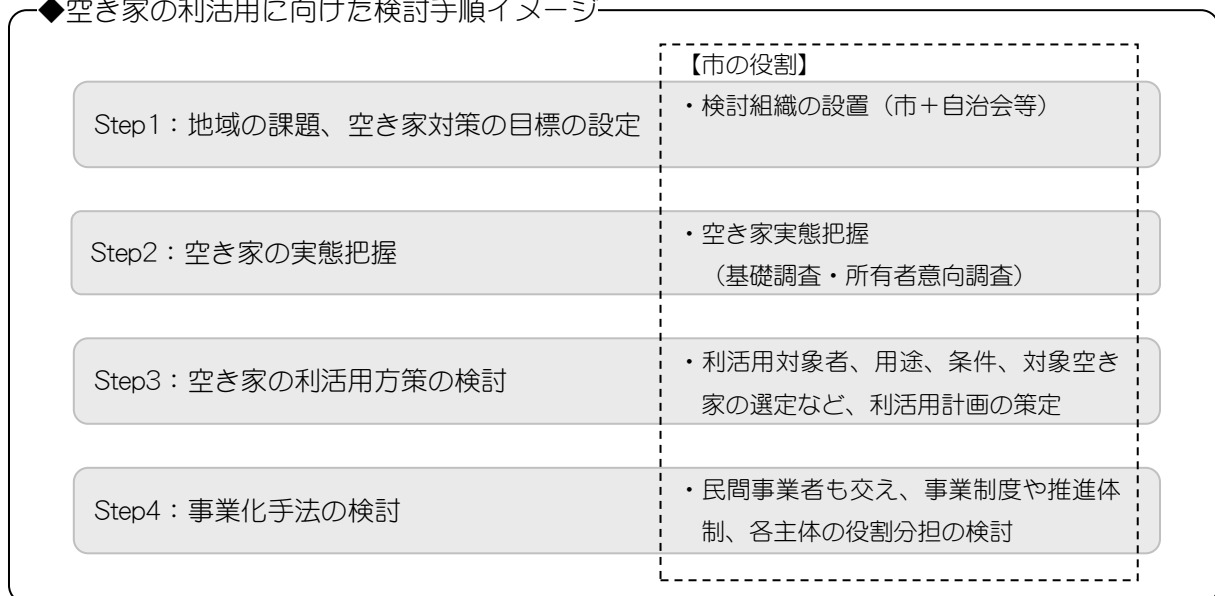 ◆空き家の利活用に向けた検討手順イメージ
【市の役割】
Step1：地域の課題、空き家対策の目標の設定
・検討組織の設置（市＋自治会等）
Step2：空き家の実態把握
・空き家実態把握
（基礎調査・所有者意向調査）
Step3：空き家の利活用方策の検討
・利活用対象者、用途、条件、対象空き
家の選定など、利活用計画の策定
Step4：事業化手法の検討
・民間事業者も交え、事業制度や推進体
制、各主体の役割分担の検討